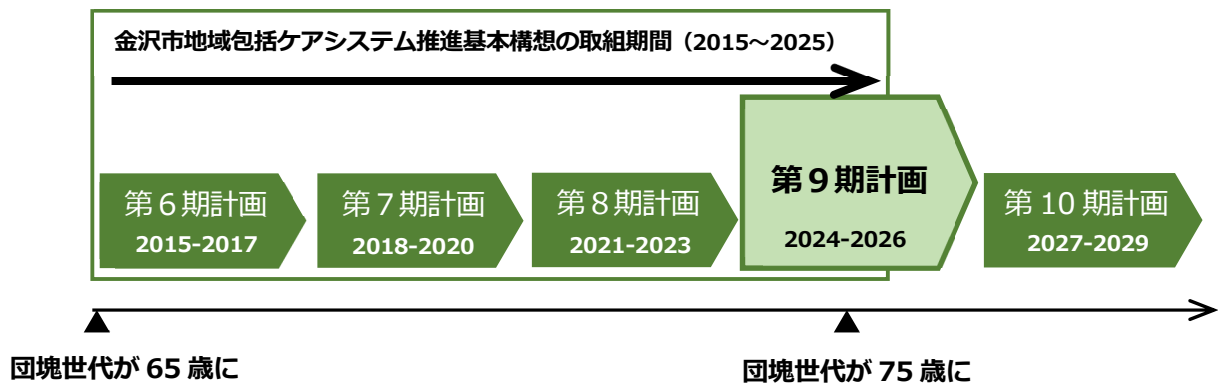 金沢市地域包括ケアシステム推進基本構想の取組期間（2015～2025）
第６期計画
2015-2017
第７期計画
2018-2020
第８期計画
2021-2023
第９期計画
2024-2026
第 10 期計画
2027-2029
団塊世代が 65 歳に
団塊世代が 75 歳に